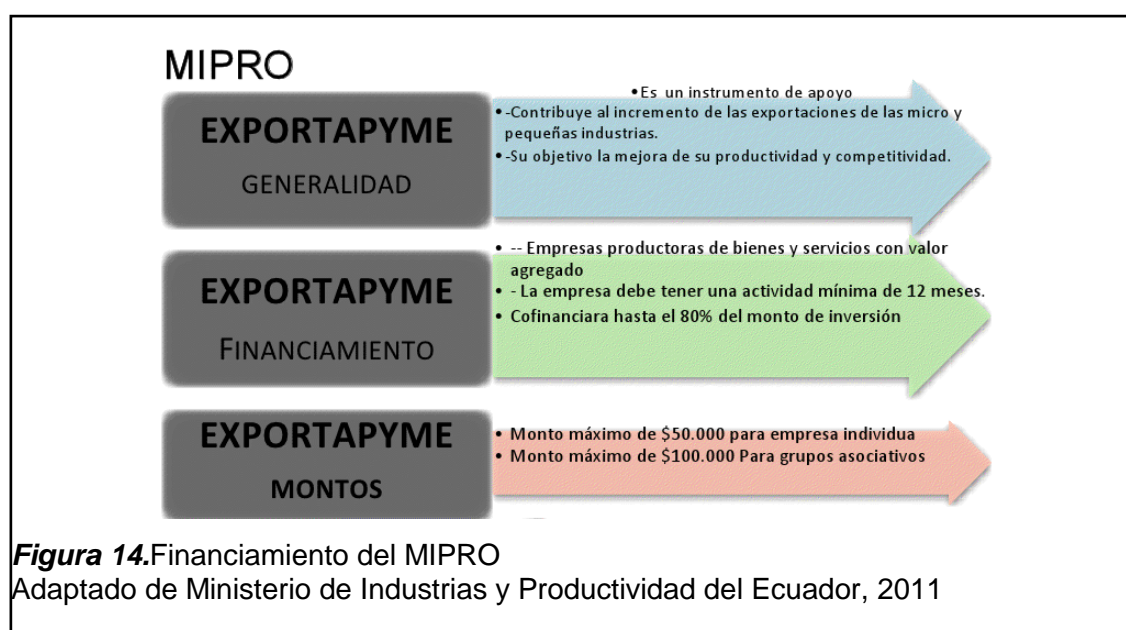 MIPRO
EXPORTAPYME
GENERALIDAD
•Es un instrumento de apoyo
•-Contribuye al incremento de las exportaciones de las micro y
pequeñas industrias.
•-Su objetivo la mejora de su productividad y competitividad.
EXPORTAPYME
FINANCIAMIENTO
• -- Empresas productoras de bienes y servicios con valor
agregado
• - La empresa debe tener una actividad mínima de 12 meses.
• Cofinanciara hasta el 80% del monto de inversión
EXPORTAPYME
MONTOS
• Monto máximo de $50.000 para empresa individua
• Monto máximo de $100.000 Para grupos asociativos
Figura 14.Financiamiento del MIPRO
Adaptado de Ministerio de Industrias y Productividad del Ecuador, 2011